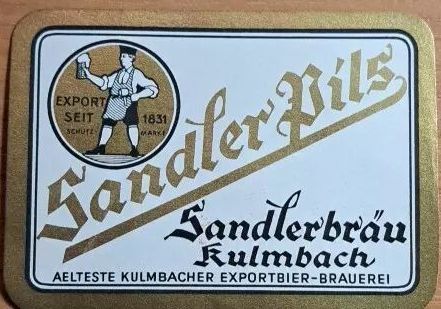 EXPORT
SEIT 1831
SCHUTZ MARKE
Sandler Pils
Sandlerbräu
Kulmbach
AELTESTE KULMBACHER EXPORTBIER-BRAUEREI